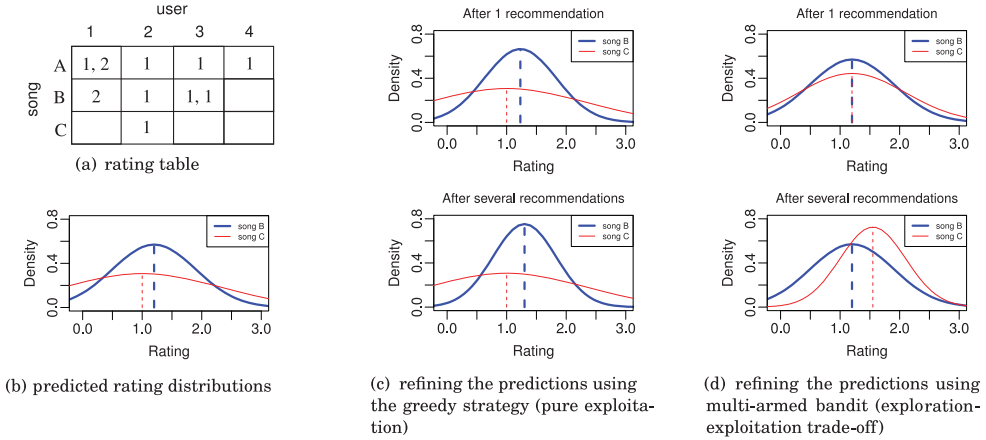 user
1 2 3 4
song
A 1, 2 1 1 1
B 2 1 1, 1
C 1
(a) rating table
Density
0.0 0.4 0.8
song B
song C
0.0 1.0 2.0 3.0
Rating
(b) predicted rating distributions
After 1 recommendation
Density
0.0 0.4 0.8
song B
song C
0.0 1.0 2.0 3.0
Rating
After several recommendations
Density
0.0 0.4 0.8
song B
song C
0.0 1.0 2.0 3.0
Rating
(c) refining the predictions using
the greedy strategy (pure exploita-
tion)
After 1 recommendation
Density
0.0 0.4 0.8
song B
song C
0.0 1.0 2.0 3.0
Rating
After several recommendations
Density
0.0 0.4 0.8
song B
song C
0.0 1.0 2.0 3.0
Rating
(d) refining the predictions using
multi-armed bandit (exploration-
exploitation trade-off)